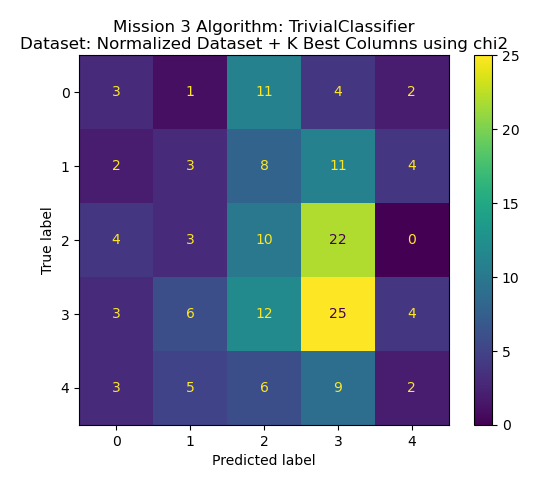 Mission 3 Algorithm: TrivialClassifier
Dataset: Normalized Dataset + K Best Columns using chi2
True label
0 3 1 11 4 2
1 2 3 8 11 4
2 4 3 10 22 0
3 3 6 12 25 4
4 3 5 6 9 2
0 1 2 3 4
Predicted label
25
20
15
10
5
0